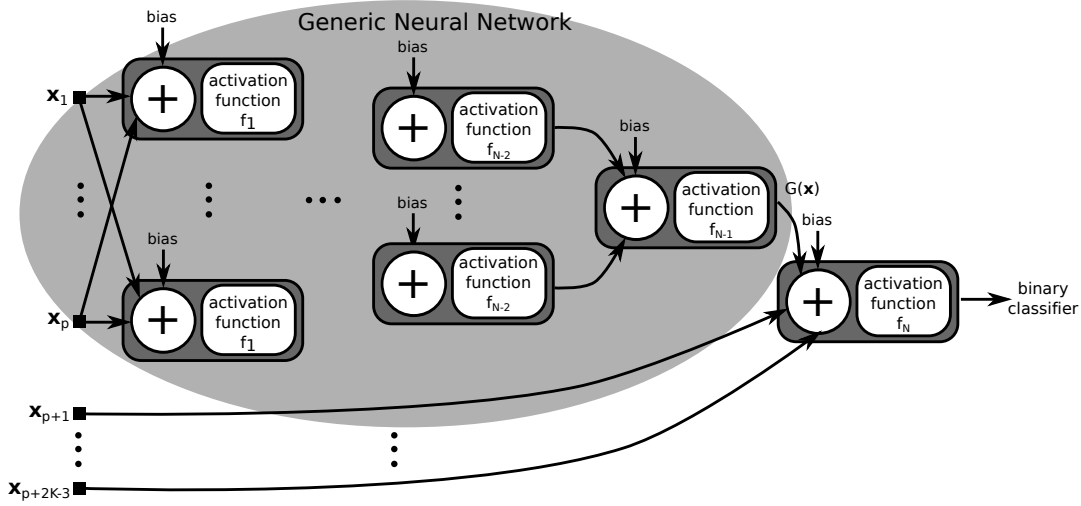 Generic Neural Network
bias
x1
+
activation
function
f1
bias
+
activation
function
fN-2
bias
+
activation
function
fN-1
G(x)
bias
+
activation
function
fN-2
bias
xp
+
activation
function
f1
bias
+
activation
function
fN
binary
classifier
xp+1
xp+2K-3